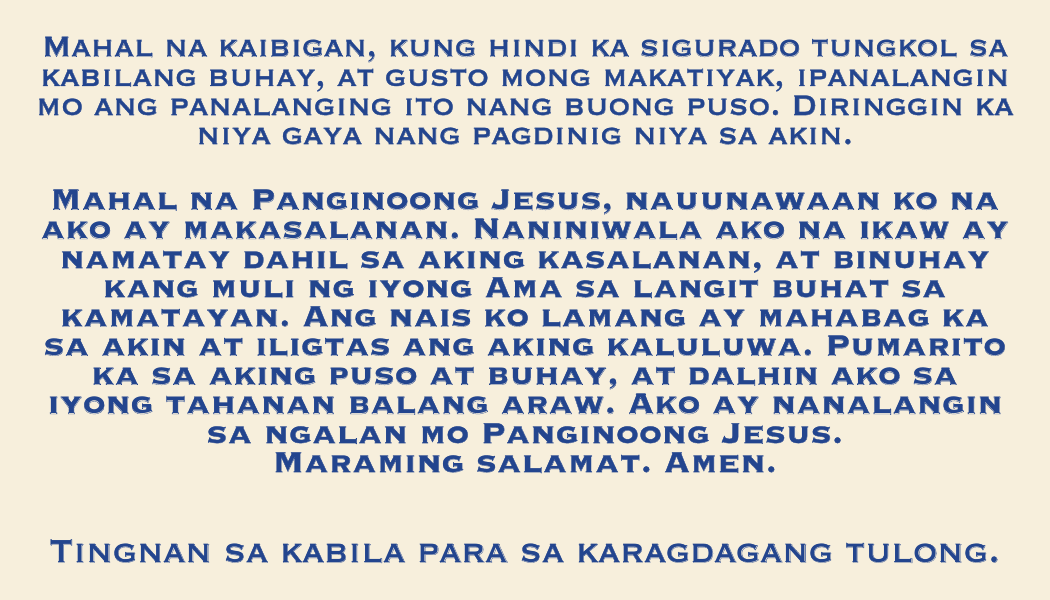 Mahal na kaibigan, kung hindi ka sigurado tungkol sa
kabilang buhay, at gusto mong makatiyak, ipanalangin
mo ang panalanging ito nang buong puso. Diringgin ka
niya gaya nang pagdinig niya sa akin.
Mahal na Panginoong Jesus, nauunawaan ko na
ako ay makasalanan. Naniniwala ako na ikaw ay
namatay dahil sa aking kasalanan, at binuhay
kang muli ng iyong Ama sa langit buhat sa
kamatayan. Ang nais ko lamang ay mahabag ka
sa akin at iligtas ang aking kaluluwa. Pumarito
ka sa aking puso at buhay, at dalhin ako sa
iyong tahanan balang araw. Ako ay nanalangin
sa ngalan mo Panginoong Jesus.
Maraming salamat. Amen.
Tingnan sa kabila para sa karagdagang tulong.